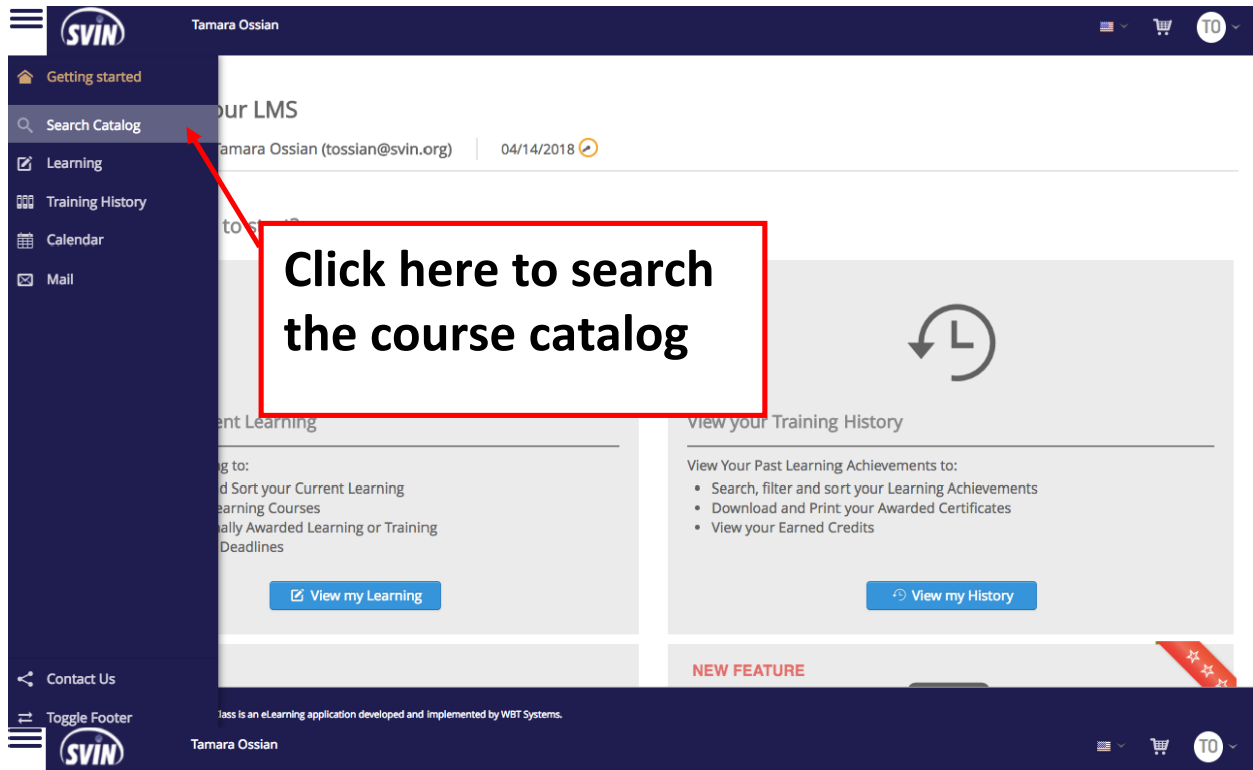 SVIN
Tamara Ossian
TO
Getting started
Search Catalog
Learning
Training History
Calendar
Mail
our LMS
Tamara Ossian (tossian@svin.org)
04/14/2018
to start?
Click here to search
the course catalog
ent Learning
g to:
d Sort your Current Learning
earning Courses
nally Awarded Learning or Training
Deadlines
View my Learning
View your Training History
View Your Past Learning Achievements to:
• Search, filter and sort your Learning Achievements
• Download and Print your Awarded Certificates
• View your Earned Credits
View my History
NEW FEATURE
Contact Us
Toggle Footer
lass is an eLearning application developed and implemented by WBT Systems.
SVIN
Tamara Ossian
TO